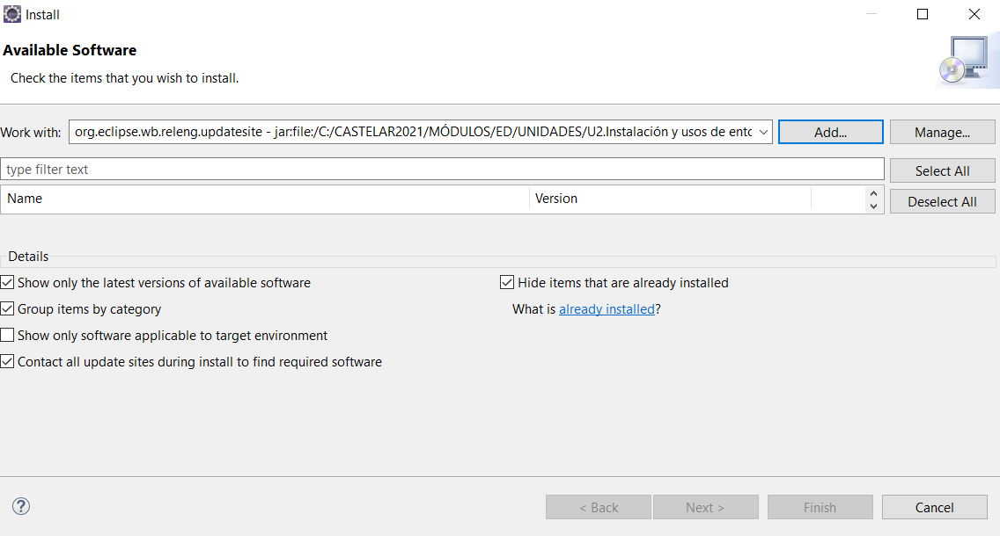 Install
Available Software
Check the items that you wish to install.
Work with: org.eclipse.wb.releng.updatesite - jar:file:/C:/CASTELAR2021/MÓDULOS/ED/UNIDADES/U2.Instalación y usos de entc Add... Manage...
type filter text Select All
Name Version
Deselect All
Details
Show only the latest versions of available software Hide items that are already installed
Group items by category What is already installed?
Show only software applicable to target environment
Contact all update sites during install to find required software
? < Back Next > Finish Cancel